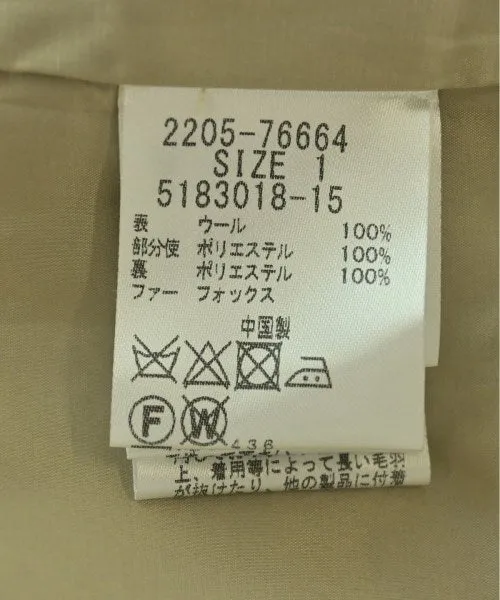 2205-76664
SIZE 1
5183018-15
表 ウール 100%
部分使 ポリエステル 100%
裏 ポリエステル 100%
ファー フォックス
中国製
F W
436
上、着用等によって長い毛羽
が抜けたり、他の製品に付着